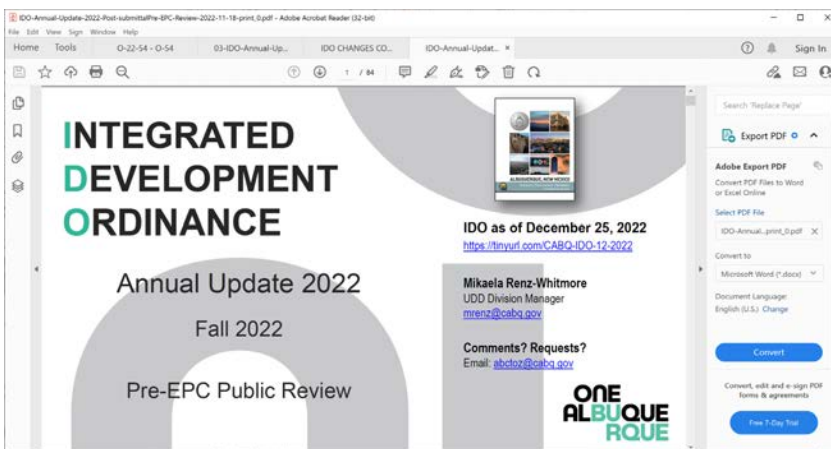 IDO-Annual-Update-2022-Post-submittalPre-EPC-Review-2022-11-18-print_0.pdf - Adobe Acrobat Reader (32-bit)
File Edit View Sign Window Help
Home Tools O-22-54 - O-54 03-IDO-Annual-Up... IDO CHANGES CO... IDO-Annual-Updat... × Sign In
1 / 84
Search 'Replace Page'
INTEGRATED
DEVELOPMENT
ORDINANCE
ALBUQUERQUE, NEW MEXICO
Export PDF
Adobe Export PDF
Convert PDF Files to Word
or Excel Online
Select PDF File
IDO-Annual...print_0.pdf ×
Convert to
Microsoft Word (*.docx)
Document Language:
English (U.S.) Change
Convert
Convert, edit and e-sign PDF
forms & agreements
Free 7-Day Trial
IDO as of December 25, 2022
https://tinyurl.com/CABQ-IDO-12-2022
Annual Update 2022
Fall 2022
Pre-EPC Public Review
Mikaela Renz-Whitmore
UDD Division Manager
mrenz@cabq.gov
Comments? Requests?
Email: abctoz@cabq.gov
ONE
ALBUQUE
RQUE